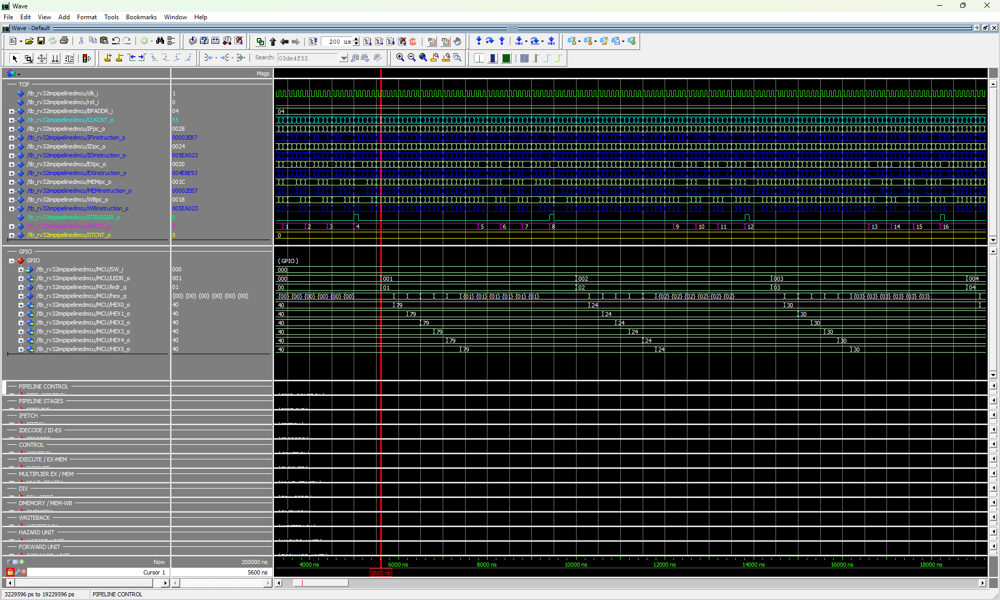 Wave
File Edit View Add Format Tools Bookmarks Window Help
Wave - Default
200 us
Search: 03de4f33
Msgs
TOP
/tb_rv32impipelinedmcu/clk_i 1
/tb_rv32impipelinedmcu/rst_i 0
/tb_rv32impipelinedmcu/BPADDR_i 04 04
/tb_rv32impipelinedmcu/CLKCNT_o 55
/tb_rv32impipelinedmcu/IFpc_o 0028
/tb_rv32impipelinedmcu/IFinstruction_o 00002EB7
/tb_rv32impipelinedmcu/IDpc_o 0024
/tb_rv32impipelinedmcu/IDinstruction_o 005EA023
/tb_rv32impipelinedmcu/EXpc_o 0020
/tb_rv32impipelinedmcu/EXinstruction_o 004E8E93
/tb_rv32impipelinedmcu/MEMpc_o 001C
/tb_rv32impipelinedmcu/MEMinstruction_o 00002EB7
/tb_rv32impipelinedmcu/WBpc_o 0018
/tb_rv32impipelinedmcu/WBinstruction_o 005EA023
/tb_rv32impipelinedmcu/STRIGGER_o 0
/tb_rv32impipelinedmcu/FHCNT_o 4 1 2 3 4 5 6 7 8 9 10 11 12 13 14 15 16
/tb_rv32impipelinedmcu/STCNT_o 0 0
GPIO
GPIO ( GPIO )
/tb_rv32impipelinedmcu/MCU/SW_i 000 000
/tb_rv32impipelinedmcu/MCU/LEDR_o 001 000 001 002 003 004
/tb_rv32impipelinedmcu/MCU/ledr_q 01 00 01 02 03 04
/tb_rv32impipelinedmcu/MCU/hex_q {00} {00} {00} {00} {00} {00} {00} {00} {00} {00} {00} {00} {01} {01} {01} {01} {01} {01} {02} {02} {02} {02} {02} {02} {03} {03} {03} {03} {03} {03}
/tb_rv32impipelinedmcu/MCU/HEX0_o 40 40 79 24 30
/tb_rv32impipelinedmcu/MCU/HEX1_o 40 40 79 24 30
/tb_rv32impipelinedmcu/MCU/HEX2_o 40 40 79 24 30
/tb_rv32impipelinedmcu/MCU/HEX3_o 40 40 79 24 30
/tb_rv32impipelinedmcu/MCU/HEX4_o 40 40 79 24 30
/tb_rv32impipelinedmcu/MCU/HEX5_o 40 40 79 24 30
PIPELINE CONTROL
PIPELINE STAGES
IFETCH
IDECODE / ID-EX
CONTROL
EXECUTE / EX-MEM
MULTIPLIER EX / MEM
DIV
DMEMORY / MEM-WB
WRITEBACK
HAZARD UNIT
FORWARD UNIT
Now 200000 ns 4000 ns 6000 ns 8000 ns 10000 ns 12000 ns 14000 ns 16000 ns 18000 ns
Cursor 1 5600 ns 5600 ns
3229596 ps to 19229596 ps PIPELINE CONTROL